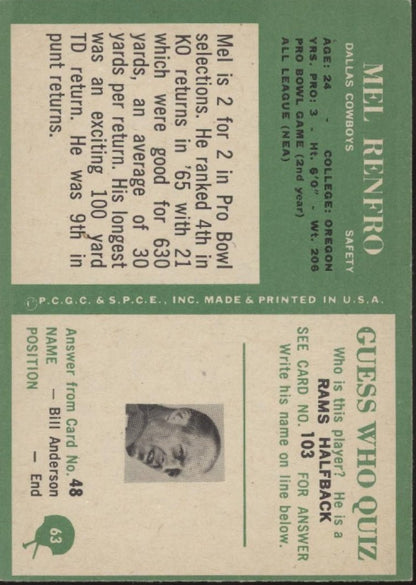 MEL RENFRO
DALLAS COWBOYS SAFETY
AGE: 24 - COLLEGE: OREGON
YRS. PRO: 3 - Ht. 6'0" - Wt. 206
PRO BOWL GAME (2nd year)
ALL LEAGUE (NEA)
Mel is 2 for 2 in Pro Bowl
selections. He ranked 4th in
KO returns in '65 with 21
which were good for 630
yards, an average of 30
yards per return. His longest
was an exciting 100 yard
TD return. He was 9th in
punt returns.
©P.C.G.C. & S.P.C.E., INC. MADE & PRINTED IN U.S.A.
GUESS WHO QUIZ
Who is this player? He is a
RAMS HALFBACK
SEE CARD NO. 103 FOR ANSWER
Write his name on line below.
Answer from Card No. 48
NAME — Bill Anderson
POSITION — End
63